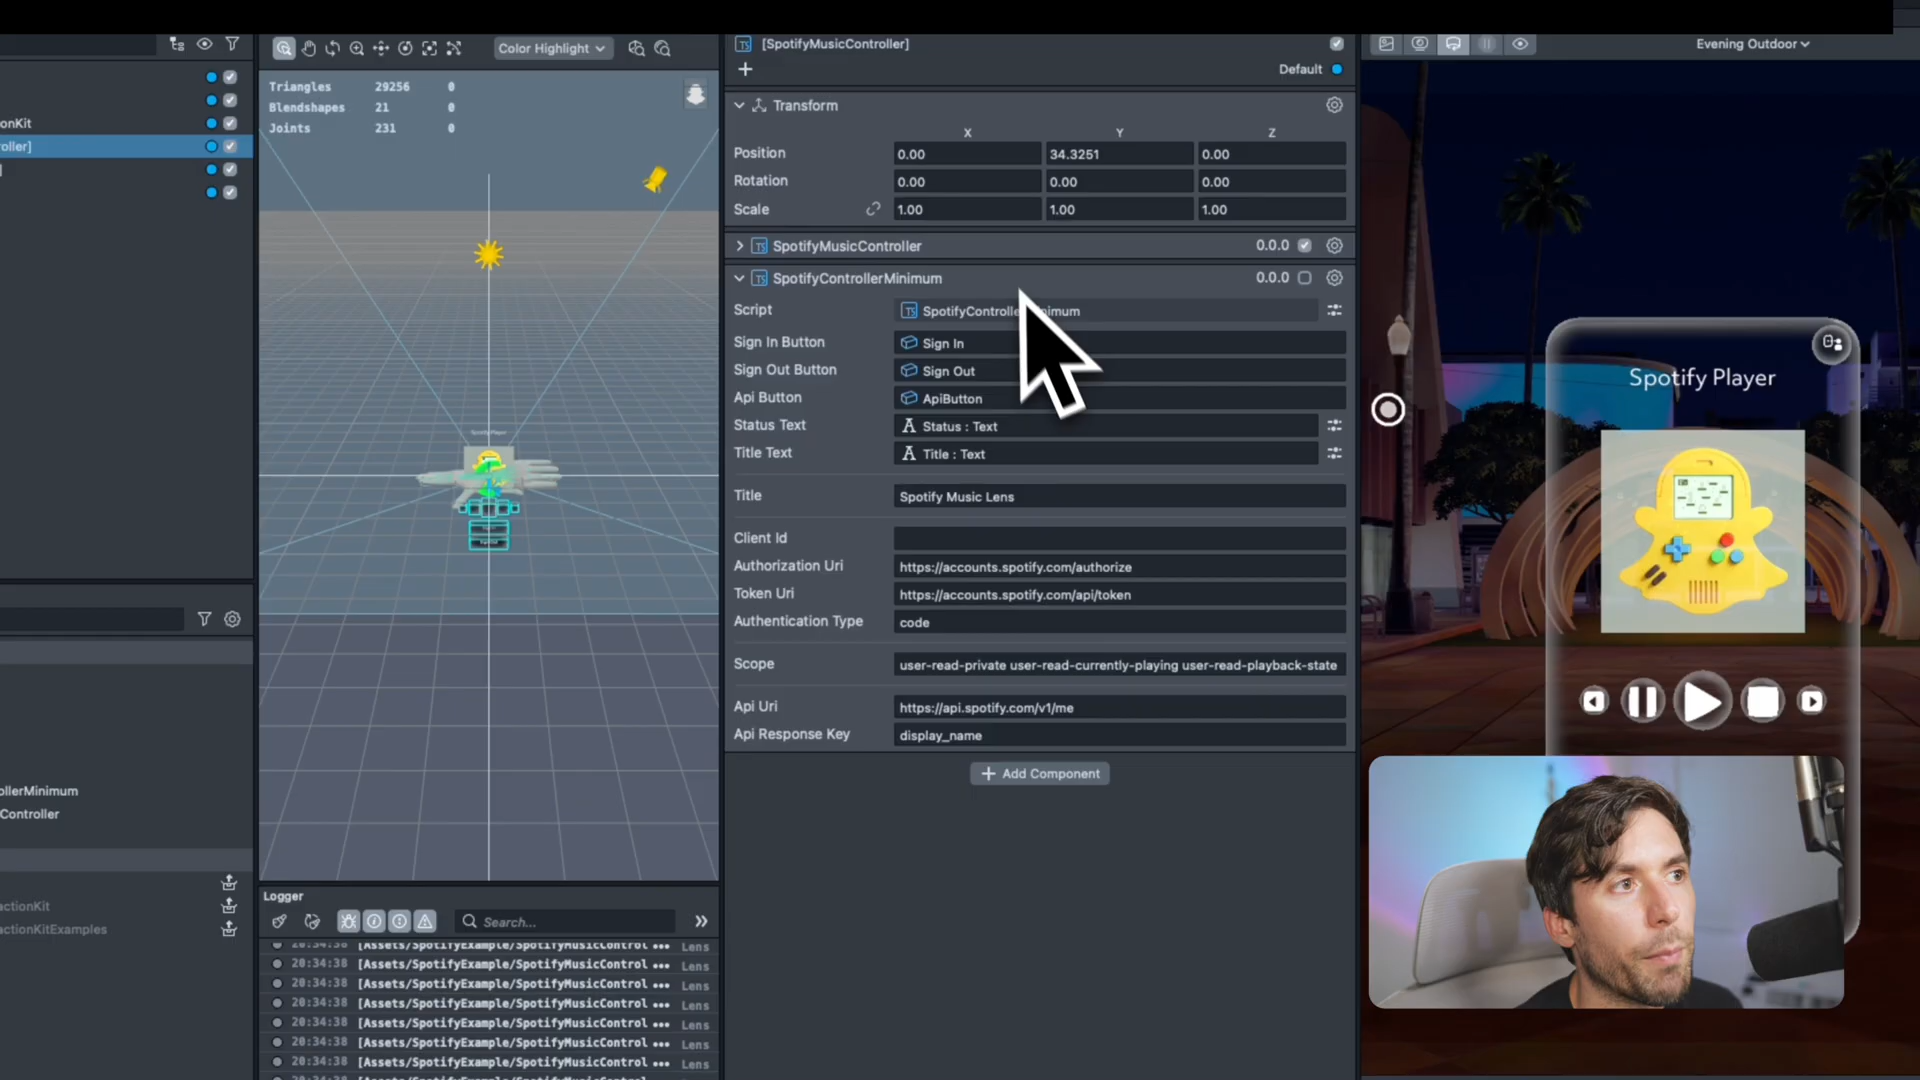 onKit
oller]
]
ollerMinimum
Controller
actionKit
actionKitExamples
Color Highlight
Triangles 29256 0
Blendshapes 21 0
Joints 231 0
Spotify Player
Logger
Search...
20:34:38 [Assets/SpotifyExample/SpotifyMusicControl ••• Lens
20:34:38 [Assets/SpotifyExample/SpotifyMusicControl ••• Lens
20:34:38 [Assets/SpotifyExample/SpotifyMusicControl ••• Lens
20:34:38 [Assets/SpotifyExample/SpotifyMusicControl ••• Lens
20:34:38 [Assets/SpotifyExample/SpotifyMusicControl ••• Lens
20:34:38 [Assets/SpotifyExample/SpotifyMusicControl ••• Lens
20:34:38 [Assets/SpotifyExample/SpotifyMusicControl ••• Lens
TS [SpotifyMusicController]
Default
Transform
X Y Z
Position 0.00 34.3251 0.00
Rotation 0.00 0.00 0.00
Scale 1.00 1.00 1.00
TS SpotifyMusicController 0.0.0
TS SpotifyControllerMinimum 0.0.0
Script TS SpotifyControlle imum
Sign In Button Sign In
Sign Out Button Sign Out
Api Button ApiButton
Status Text A Status : Text
Title Text A Title : Text
Title Spotify Music Lens
Client Id
Authorization Uri https://accounts.spotify.com/authorize
Token Uri https://accounts.spotify.com/api/token
Authentication Type code
Scope user-read-private user-read-currently-playing user-read-playback-state
Api Uri https://api.spotify.com/v1/me
Api Response Key display_name
+ Add Component
Evening Outdoor
Spotify Player